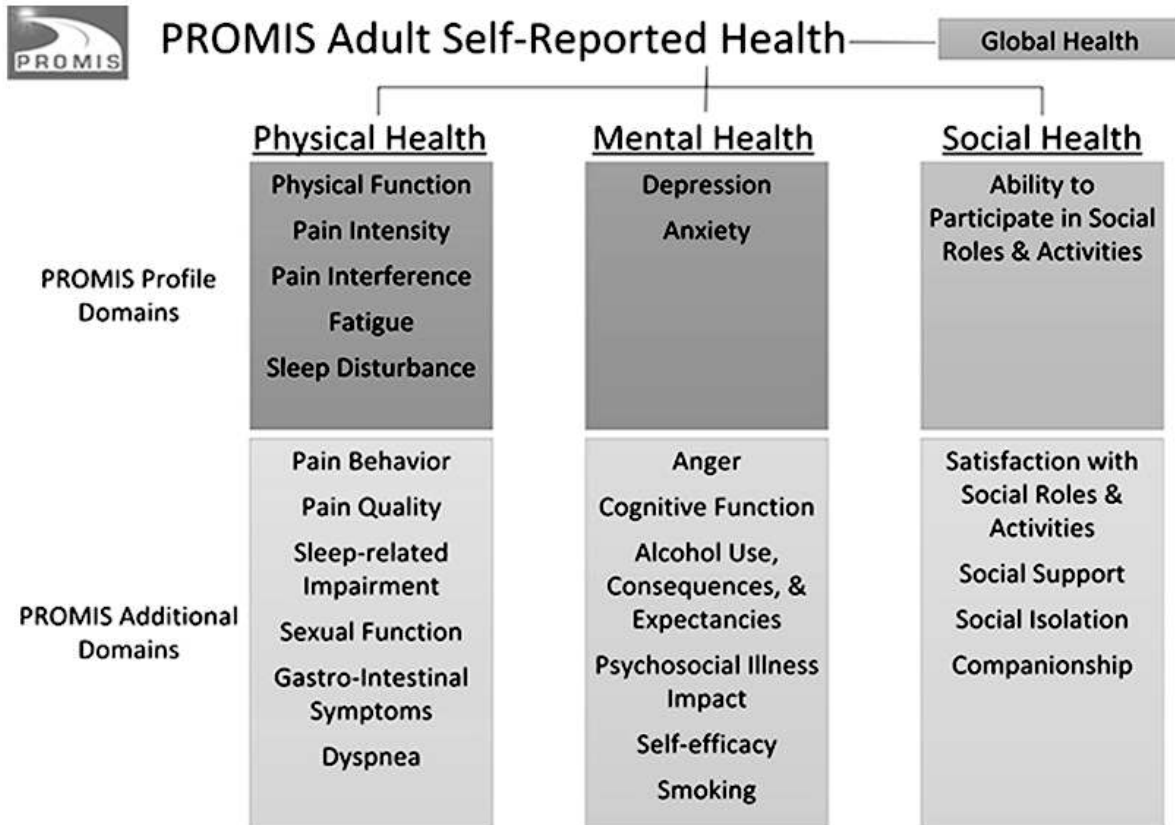 PROMIS
PROMIS Adult Self-Reported Health
Global Health
Physical Health
Mental Health
Social Health
PROMIS Profile
Domains
Physical Function
Pain Intensity
Pain Interference
Fatigue
Sleep Disturbance
Depression
Anxiety
Ability to
Participate in Social
Roles & Activities
PROMIS Additional
Domains
Pain Behavior
Pain Quality
Sleep-related
Impairment
Sexual Function
Gastro-Intestinal
Symptoms
Dyspnea
Anger
Cognitive Function
Alcohol Use,
Consequences, &
Expectancies
Psychosocial Illness
Impact
Self-efficacy
Smoking
Satisfaction with
Social Roles &
Activities
Social Support
Social Isolation
Companionship